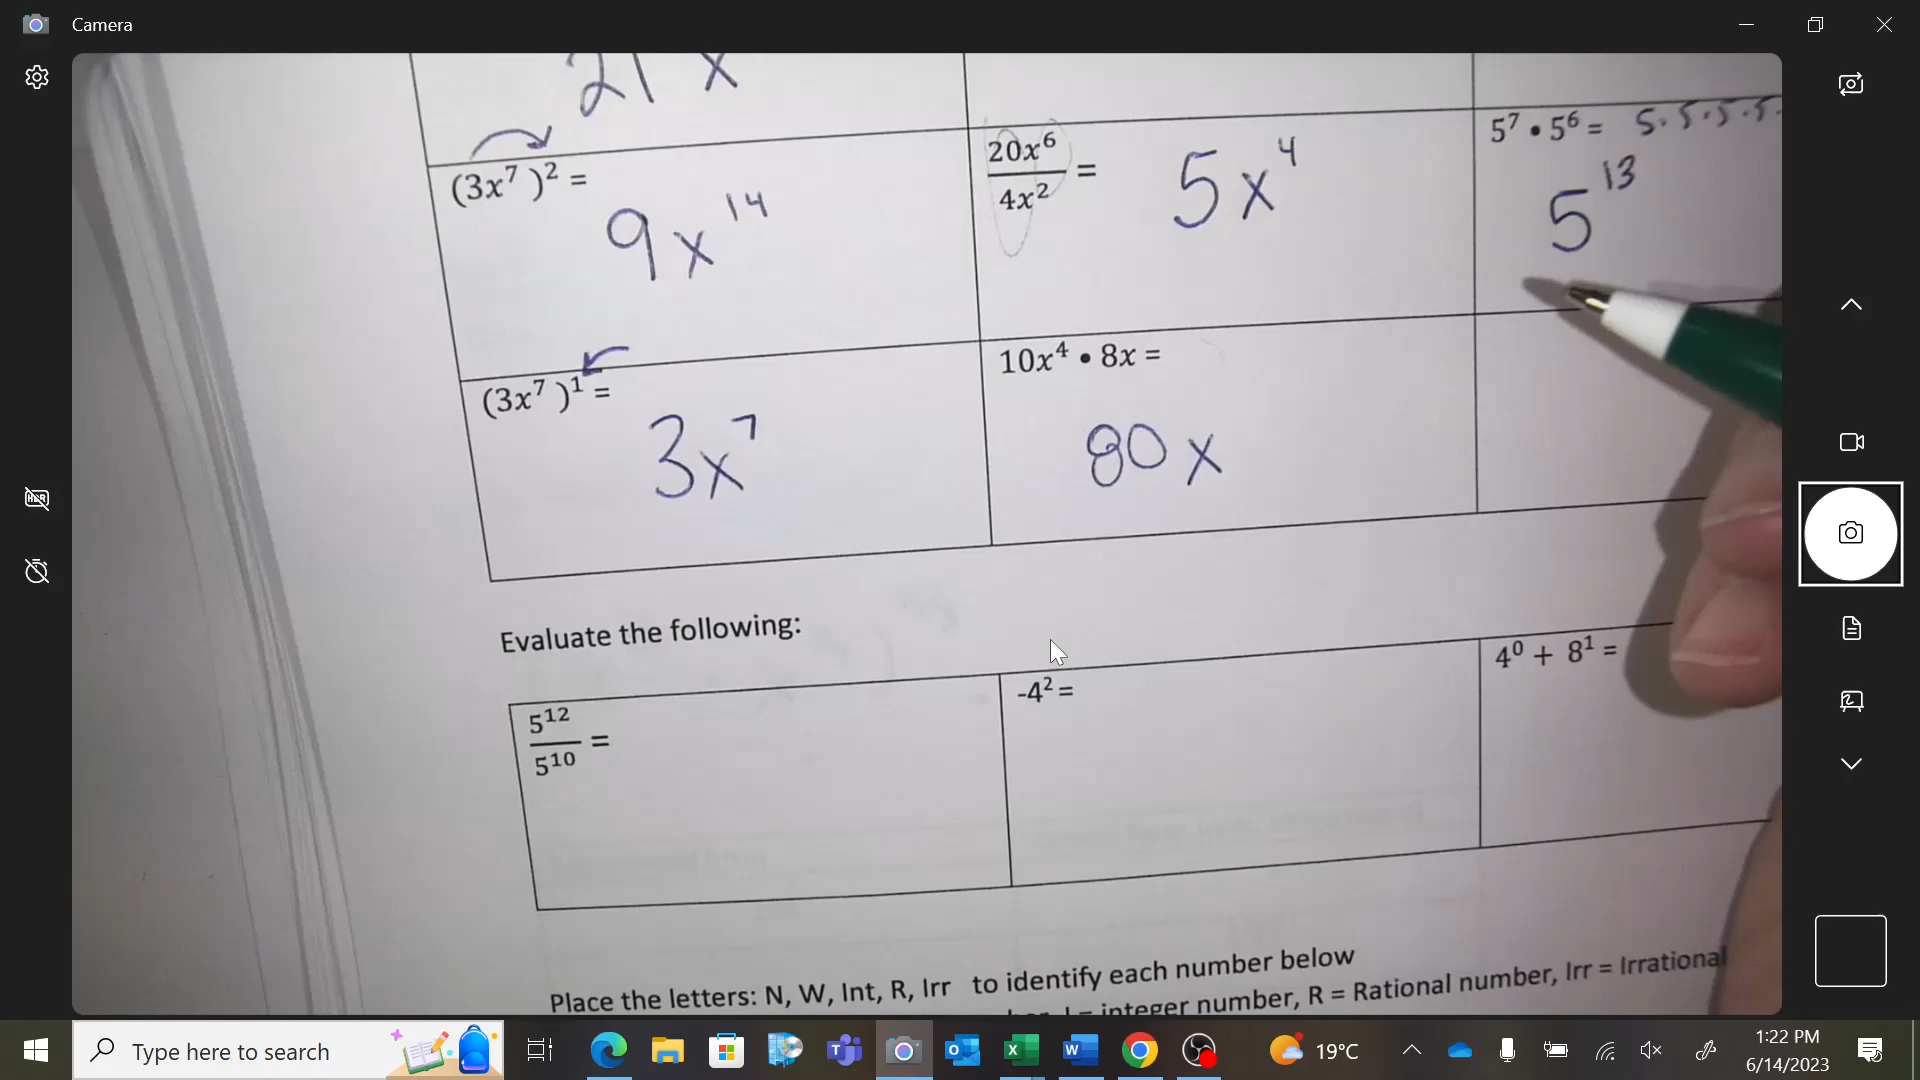 Camera
21 x
(3x⁷ )² =
9x¹⁴
20x⁶
4x²
=
5x⁴
5⁷ • 5⁶ = 5.5.5.5.
5¹³
(3x⁷ )¹ =
3x⁷
10x⁴ • 8x =
80x
Evaluate the following:
5¹²
5¹⁰
=
-4² =
4⁰ + 8¹ =
Place the letters: N, W, Int, R, Irr to identify each number below
integer number, R = Rational number, Irr = Irrational
Type here to search
19°C
1:22 PM
6/14/2023